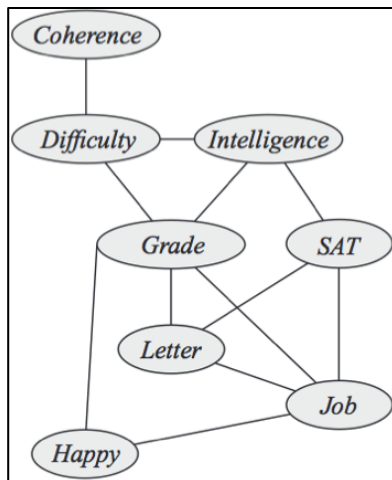 Coherence
Difficulty
Intelligence
Grade
SAT
Letter
Job
Happy